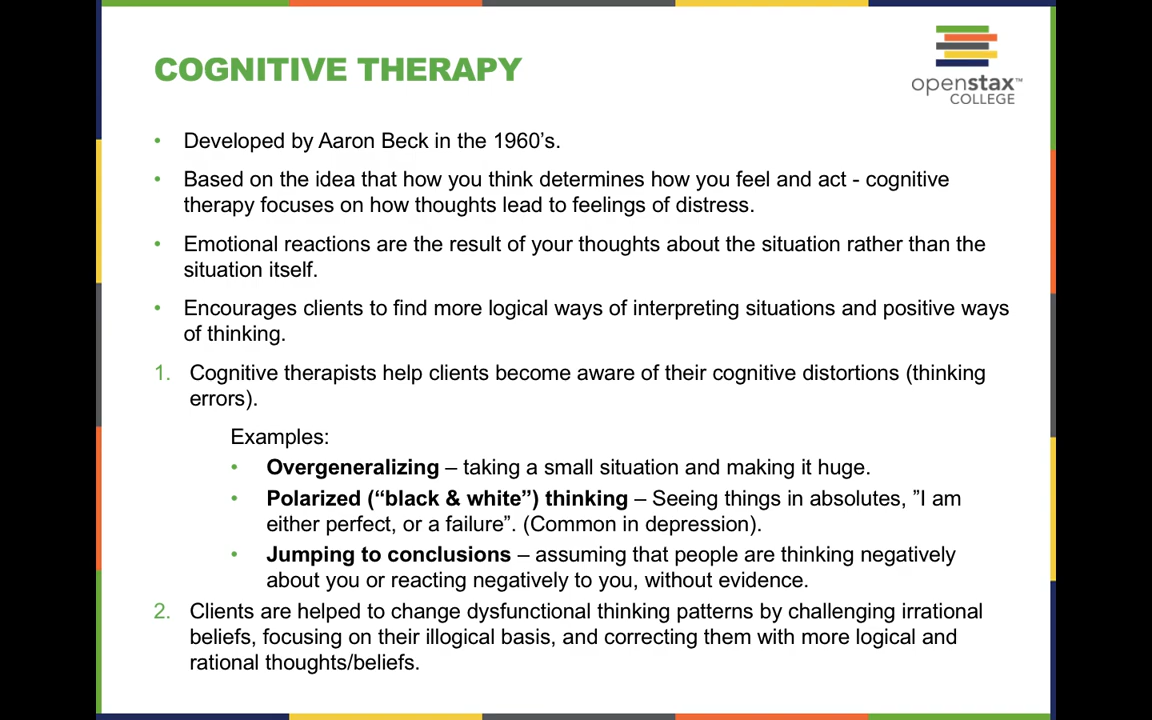 COGNITIVE THERAPY
openstax™
COLLEGE
• Developed by Aaron Beck in the 1960’s.
• Based on the idea that how you think determines how you feel and act - cognitive
therapy focuses on how thoughts lead to feelings of distress.
• Emotional reactions are the result of your thoughts about the situation rather than the
situation itself.
• Encourages clients to find more logical ways of interpreting situations and positive ways
of thinking.
1. Cognitive therapists help clients become aware of their cognitive distortions (thinking
errors).
Examples:
• Overgeneralizing – taking a small situation and making it huge.
• Polarized (“black & white”) thinking – Seeing things in absolutes, ”I am
either perfect, or a failure”. (Common in depression).
• Jumping to conclusions – assuming that people are thinking negatively
about you or reacting negatively to you, without evidence.
2. Clients are helped to change dysfunctional thinking patterns by challenging irrational
beliefs, focusing on their illogical basis, and correcting them with more logical and
rational thoughts/beliefs.